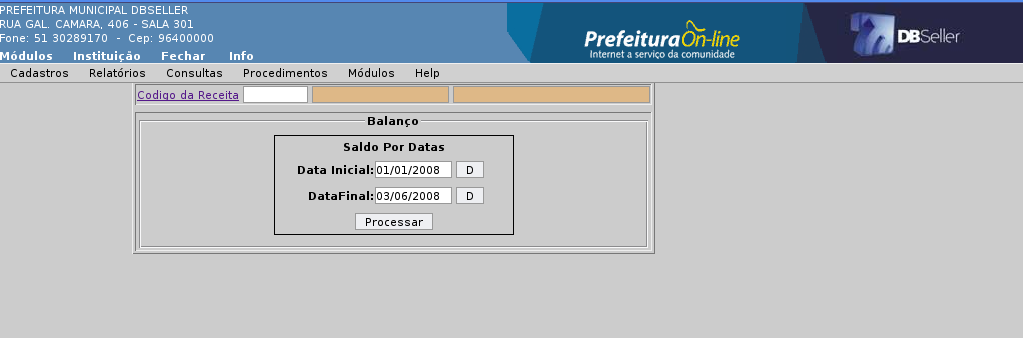 PREFEITURA MUNICIPAL DBSELLER
RUA GAL. CAMARA, 406 - SALA 301
Fone: 51 30289170 - Cep: 96400000
PrefeituraOn-line
Internet a serviço da comunidade
DBSeller
Módulos Instituição Fechar Info
Cadastros Relatórios Consultas Procedimentos Módulos Help
Codigo da Receita
Balanço
Saldo Por Datas
Data Inicial: 01/01/2008 D
DataFinal: 03/06/2008 D
Processar